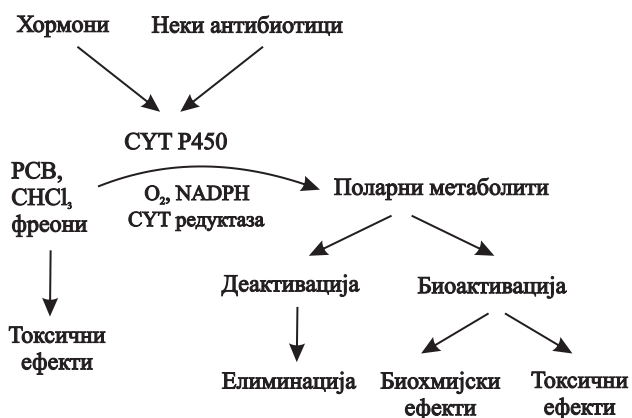 Хормони
Неки антибиотици
CYT P450
PCB,
CHCl₃
фреони
O₂, NADPH
CYT редуктаза
Поларни метаболити
Деактивација
Биоактивација
Токсични
ефекти
Елиминација
Биохмијски
ефекти
Токсични
ефекти